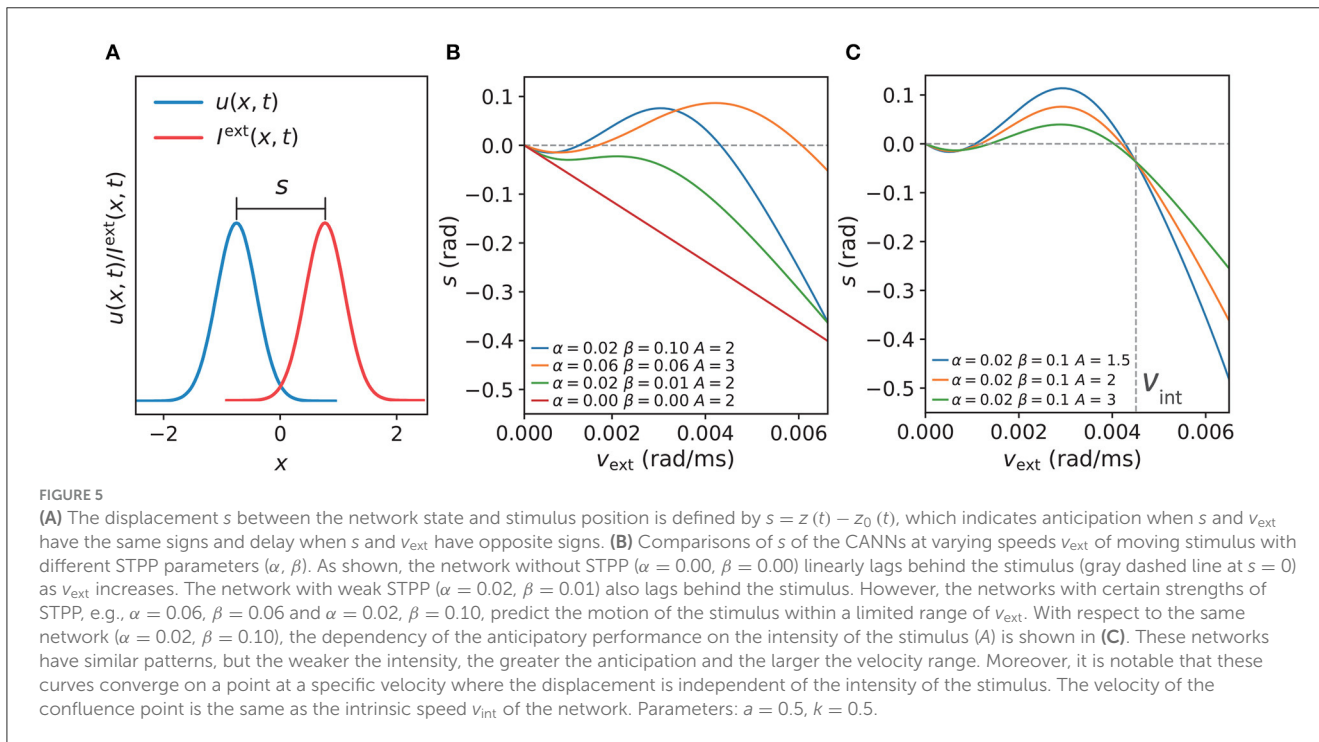 A
u(x, t)
I^ext(x, t)
s
u(x, t)/I^ext(x, t)
−2
0
2
x
B
0.1
0.0
−0.1
−0.2
−0.3
−0.4
−0.5
s (rad)
α = 0.02 β = 0.10 A = 2
α = 0.06 β = 0.06 A = 3
α = 0.02 β = 0.01 A = 2
α = 0.00 β = 0.00 A = 2
0.000
0.002
0.004
0.006
v_ext (rad/ms)
C
0.1
0.0
−0.1
−0.2
−0.3
−0.4
−0.5
s (rad)
α = 0.02 β = 0.1 A = 1.5
α = 0.02 β = 0.1 A = 2
α = 0.02 β = 0.1 A = 3
V_int
0.000
0.002
0.004
0.006
v_ext (rad/ms)
FIGURE 5
(A) The displacement s between the network state and stimulus position is defined by s = z (t) − z₀ (t), which indicates anticipation when s and v_ext
have the same signs and delay when s and v_ext have opposite signs. (B) Comparisons of s of the CANNs at varying speeds v_ext of moving stimulus with
different STPP parameters (α, β). As shown, the network without STPP (α = 0.00, β = 0.00) linearly lags behind the stimulus (gray dashed line at s = 0)
as v_ext increases. The network with weak STPP (α = 0.02, β = 0.01) also lags behind the stimulus. However, the networks with certain strengths of
STPP, e.g., α = 0.06, β = 0.06 and α = 0.02, β = 0.10, predict the motion of the stimulus within a limited range of v_ext. With respect to the same
network (α = 0.02, β = 0.10), the dependency of the anticipatory performance on the intensity of the stimulus (A) is shown in (C). These networks
have similar patterns, but the weaker the intensity, the greater the anticipation and the larger the velocity range. Moreover, it is notable that these
curves converge on a point at a specific velocity where the displacement is independent of the intensity of the stimulus. The velocity of the
confluence point is the same as the intrinsic speed v_int of the network. Parameters: a = 0.5, k = 0.5.